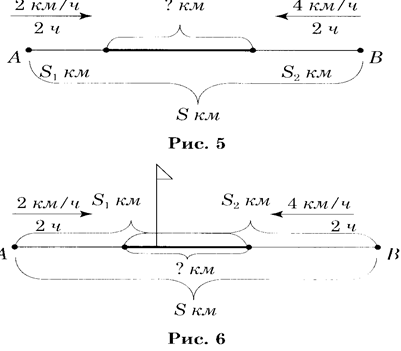 2 км/ч ? км 4 км/ч
2 ч 2 ч
A B
S₁ км S₂ км
S км
Рис. 5
2 км/ч S₁ км S₂ км 4 км/ч
2 ч 2 ч
A B
? км
S км
Рис. 6